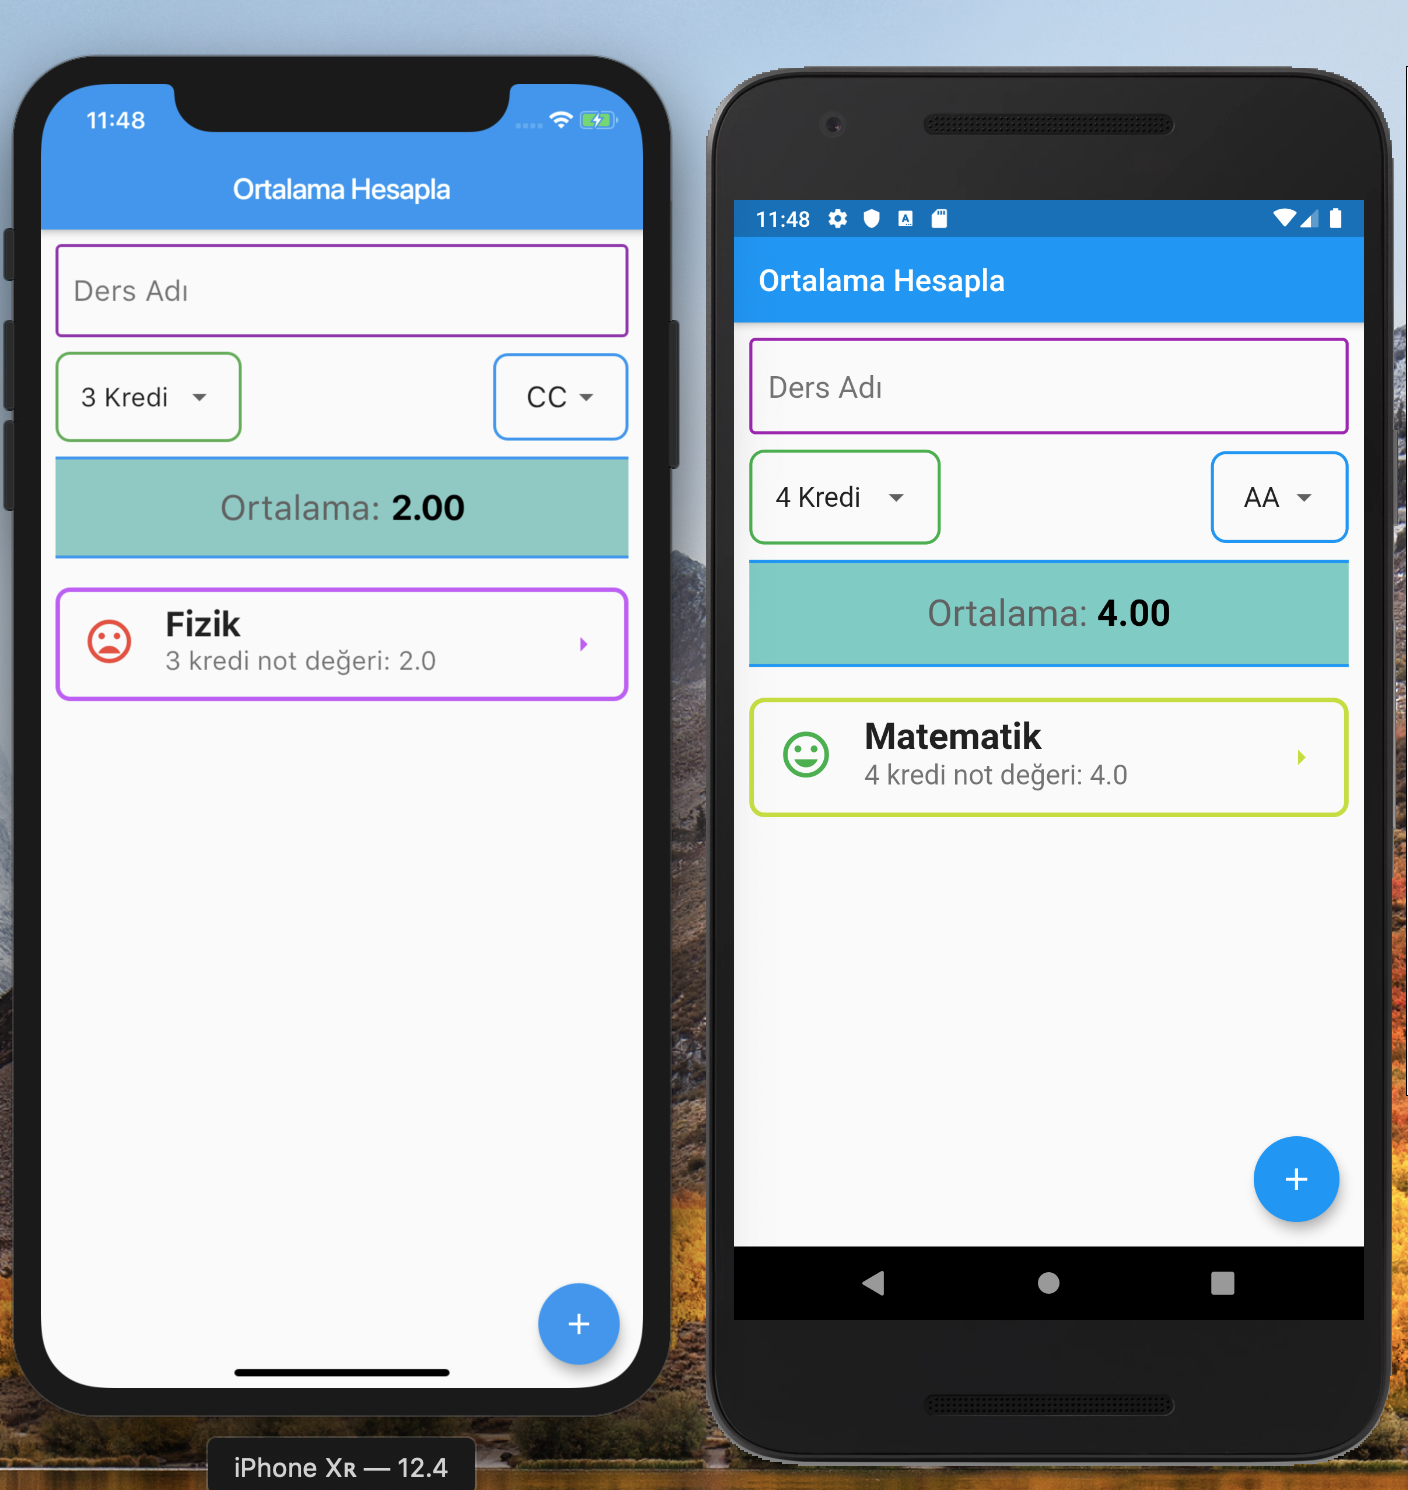 11:48
Ortalama Hesapla
Ders Adı
3 Kredi
CC
Ortalama: 2.00
Fizik
3 kredi not değeri: 2.0
+
iPhone Xʀ — 12.4
11:48
A
Ortalama Hesapla
Ders Adı
4 Kredi
AA
Ortalama: 4.00
Matematik
4 kredi not değeri: 4.0
+